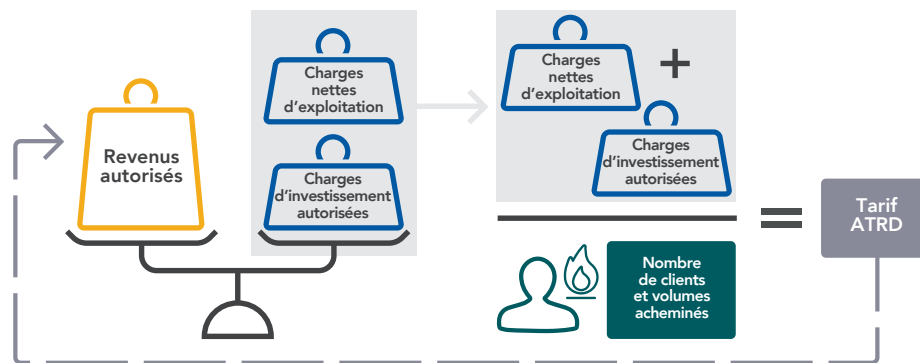 Revenus
autorisés
Charges
nettes
d'exploitation
Charges
d'investissement
autorisées
Charges
nettes
d'exploitation
+
Charges
d'investissement
autorisées
=
Nombre
de clients
et volumes
acheminés
Tarif
ATRD